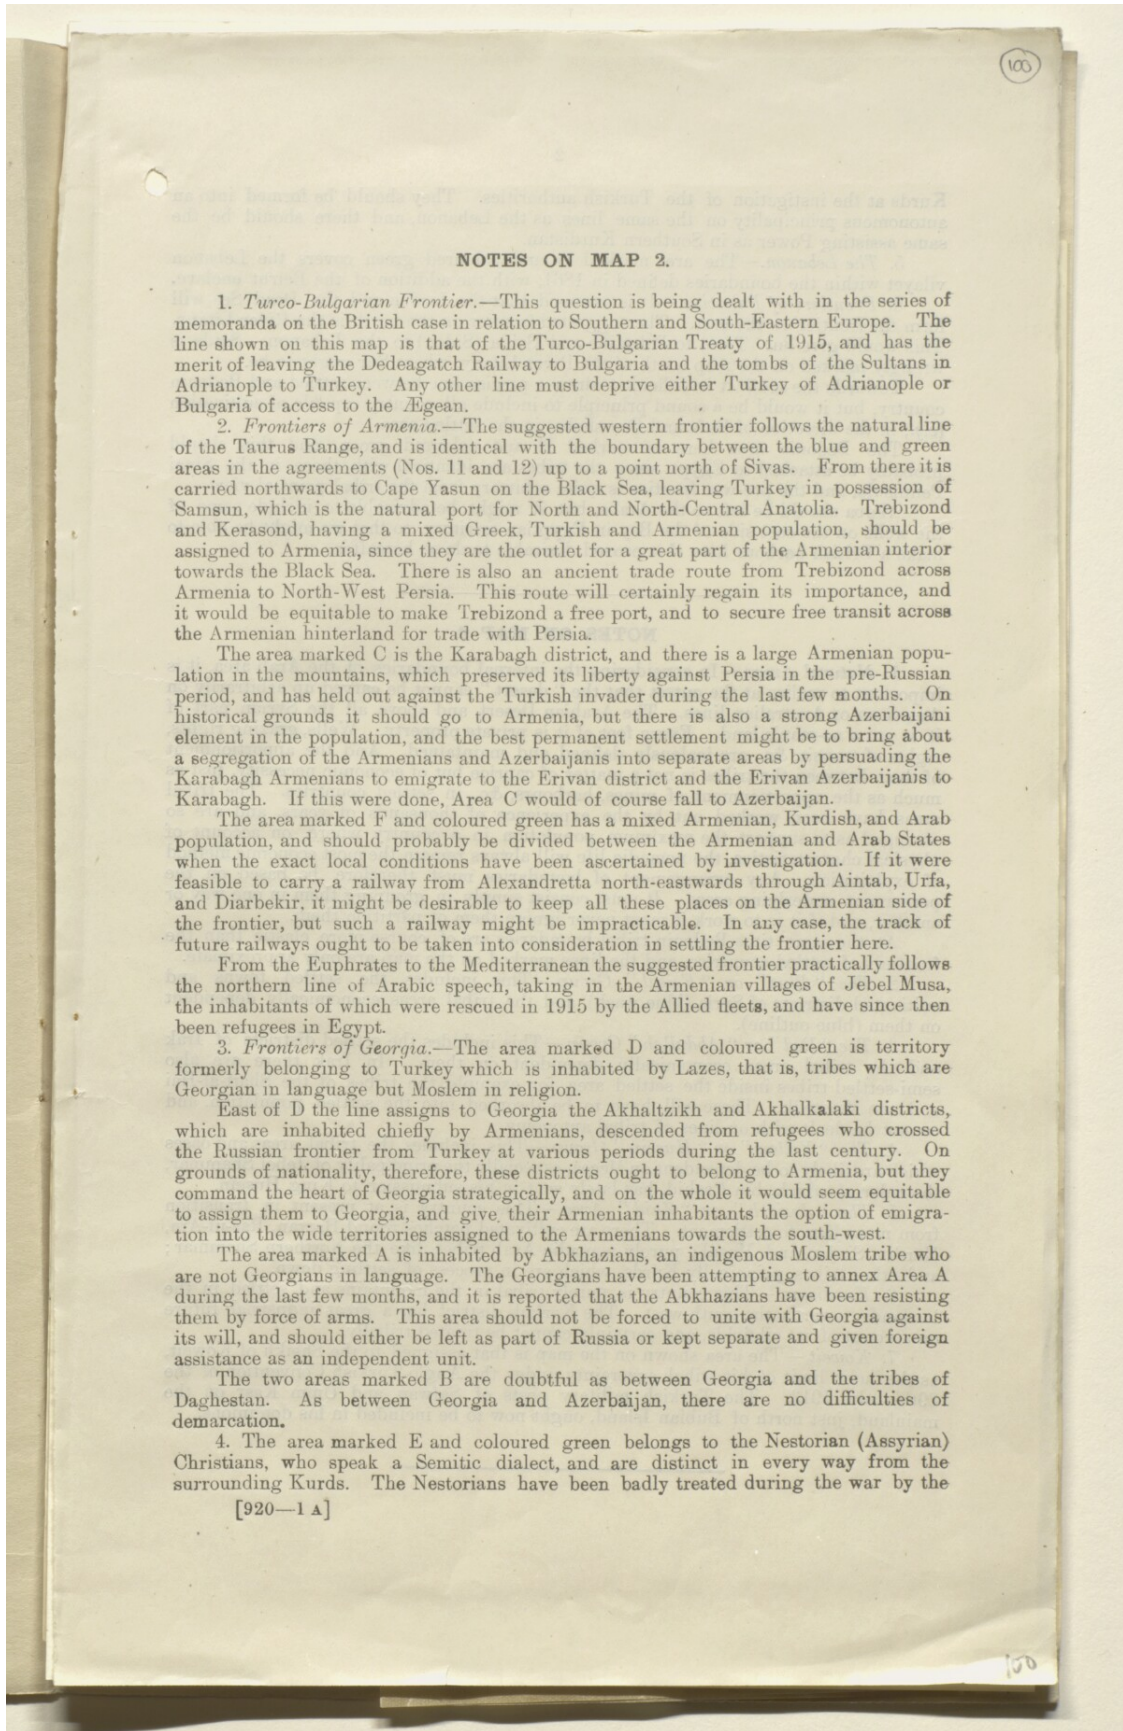 100
NOTES ON MAP 2.
1. Turco-Bulgarian Frontier.—This question is being dealt with in the series of
memoranda on the British case in relation to Southern and South-Eastern Europe. The
line shown on this map is that of the Turco-Bulgarian Treaty of 1915, and has the
merit of leaving the Dedeagatch Railway to Bulgaria and the tombs of the Sultans in
Adrianople to Turkey. Any other line must deprive either Turkey of Adrianople or
Bulgaria of access to the Ægean.
2. Frontiers of Armenia.—The suggested western frontier follows the natural line
of the Taurus Range, and is identical with the boundary between the blue and green
areas in the agreements (Nos. 11 and 12) up to a point north of Sivas. From there it is
carried northwards to Cape Yasun on the Black Sea, leaving Turkey in possession of
Samsun, which is the natural port for North and North-Central Anatolia. Trebizond
and Kerasond, having a mixed Greek, Turkish and Armenian population, should be
assigned to Armenia, since they are the outlet for a great part of the Armenian interior
towards the Black Sea. There is also an ancient trade route from Trebizond across
Armenia to North-West Persia. This route will certainly regain its importance, and
it would be equitable to make Trebizond a free port, and to secure free transit across
the Armenian hinterland for trade with Persia.
The area marked C is the Karabagh district, and there is a large Armenian popu-
lation in the mountains, which preserved its liberty against Persia in the pre-Russian
period, and has held out against the Turkish invader during the last few months. On
historical grounds it should go to Armenia, but there is also a strong Azerbaijani
element in the population, and the best permanent settlement might be to bring about
a segregation of the Armenians and Azerbaijanis into separate areas by persuading the
Karabagh Armenians to emigrate to the Erivan district and the Erivan Azerbaijanis to
Karabagh. If this were done, Area C would of course fall to Azerbaijan.
The area marked F and coloured green has a mixed Armenian, Kurdish, and Arab
population, and should probably be divided between the Armenian and Arab States
when the exact local conditions have been ascertained by investigation. If it were
feasible to carry a railway from Alexandretta north-eastwards through Aintab, Urfa,
and Diarbekir, it might be desirable to keep all these places on the Armenian side of
the frontier, but such a railway might be impracticable. In any case, the track of
future railways ought to be taken into consideration in settling the frontier here.
From the Euphrates to the Mediterranean the suggested frontier practically follows
the northern line of Arabic speech, taking in the Armenian villages of Jebel Musa,
the inhabitants of which were rescued in 1915 by the Allied fleets, and have since then
been refugees in Egypt.
3. Frontiers of Georgia.—The area marked D and coloured green is territory
formerly belonging to Turkey which is inhabited by Lazes, that is, tribes which are
Georgian in language but Moslem in religion.
East of D the line assigns to Georgia the Akhaltzikh and Akhalkalaki districts,
which are inhabited chiefly by Armenians, descended from refugees who crossed
the Russian frontier from Turkey at various periods during the last century. On
grounds of nationality, therefore, these districts ought to belong to Armenia, but they
command the heart of Georgia strategically, and on the whole it would seem equitable
to assign them to Georgia, and give their Armenian inhabitants the option of emigra-
tion into the wide territories assigned to the Armenians towards the south-west.
The area marked A is inhabited by Abkhazians, an indigenous Moslem tribe who
are not Georgians in language. The Georgians have been attempting to annex Area A
during the last few months, and it is reported that the Abkhazians have been resisting
them by force of arms. This area should not be forced to unite with Georgia against
its will, and should either be left as part of Russia or kept separate and given foreign
assistance as an independent unit.
The two areas marked B are doubtful as between Georgia and the tribes of
Daghestan. As between Georgia and Azerbaijan, there are no difficulties of
demarcation.
4. The area marked E and coloured green belongs to the Nestorian (Assyrian)
Christians, who speak a Semitic dialect, and are distinct in every way from the
surrounding Kurds. The Nestorians have been badly treated during the war by the
[920—1 A]
100